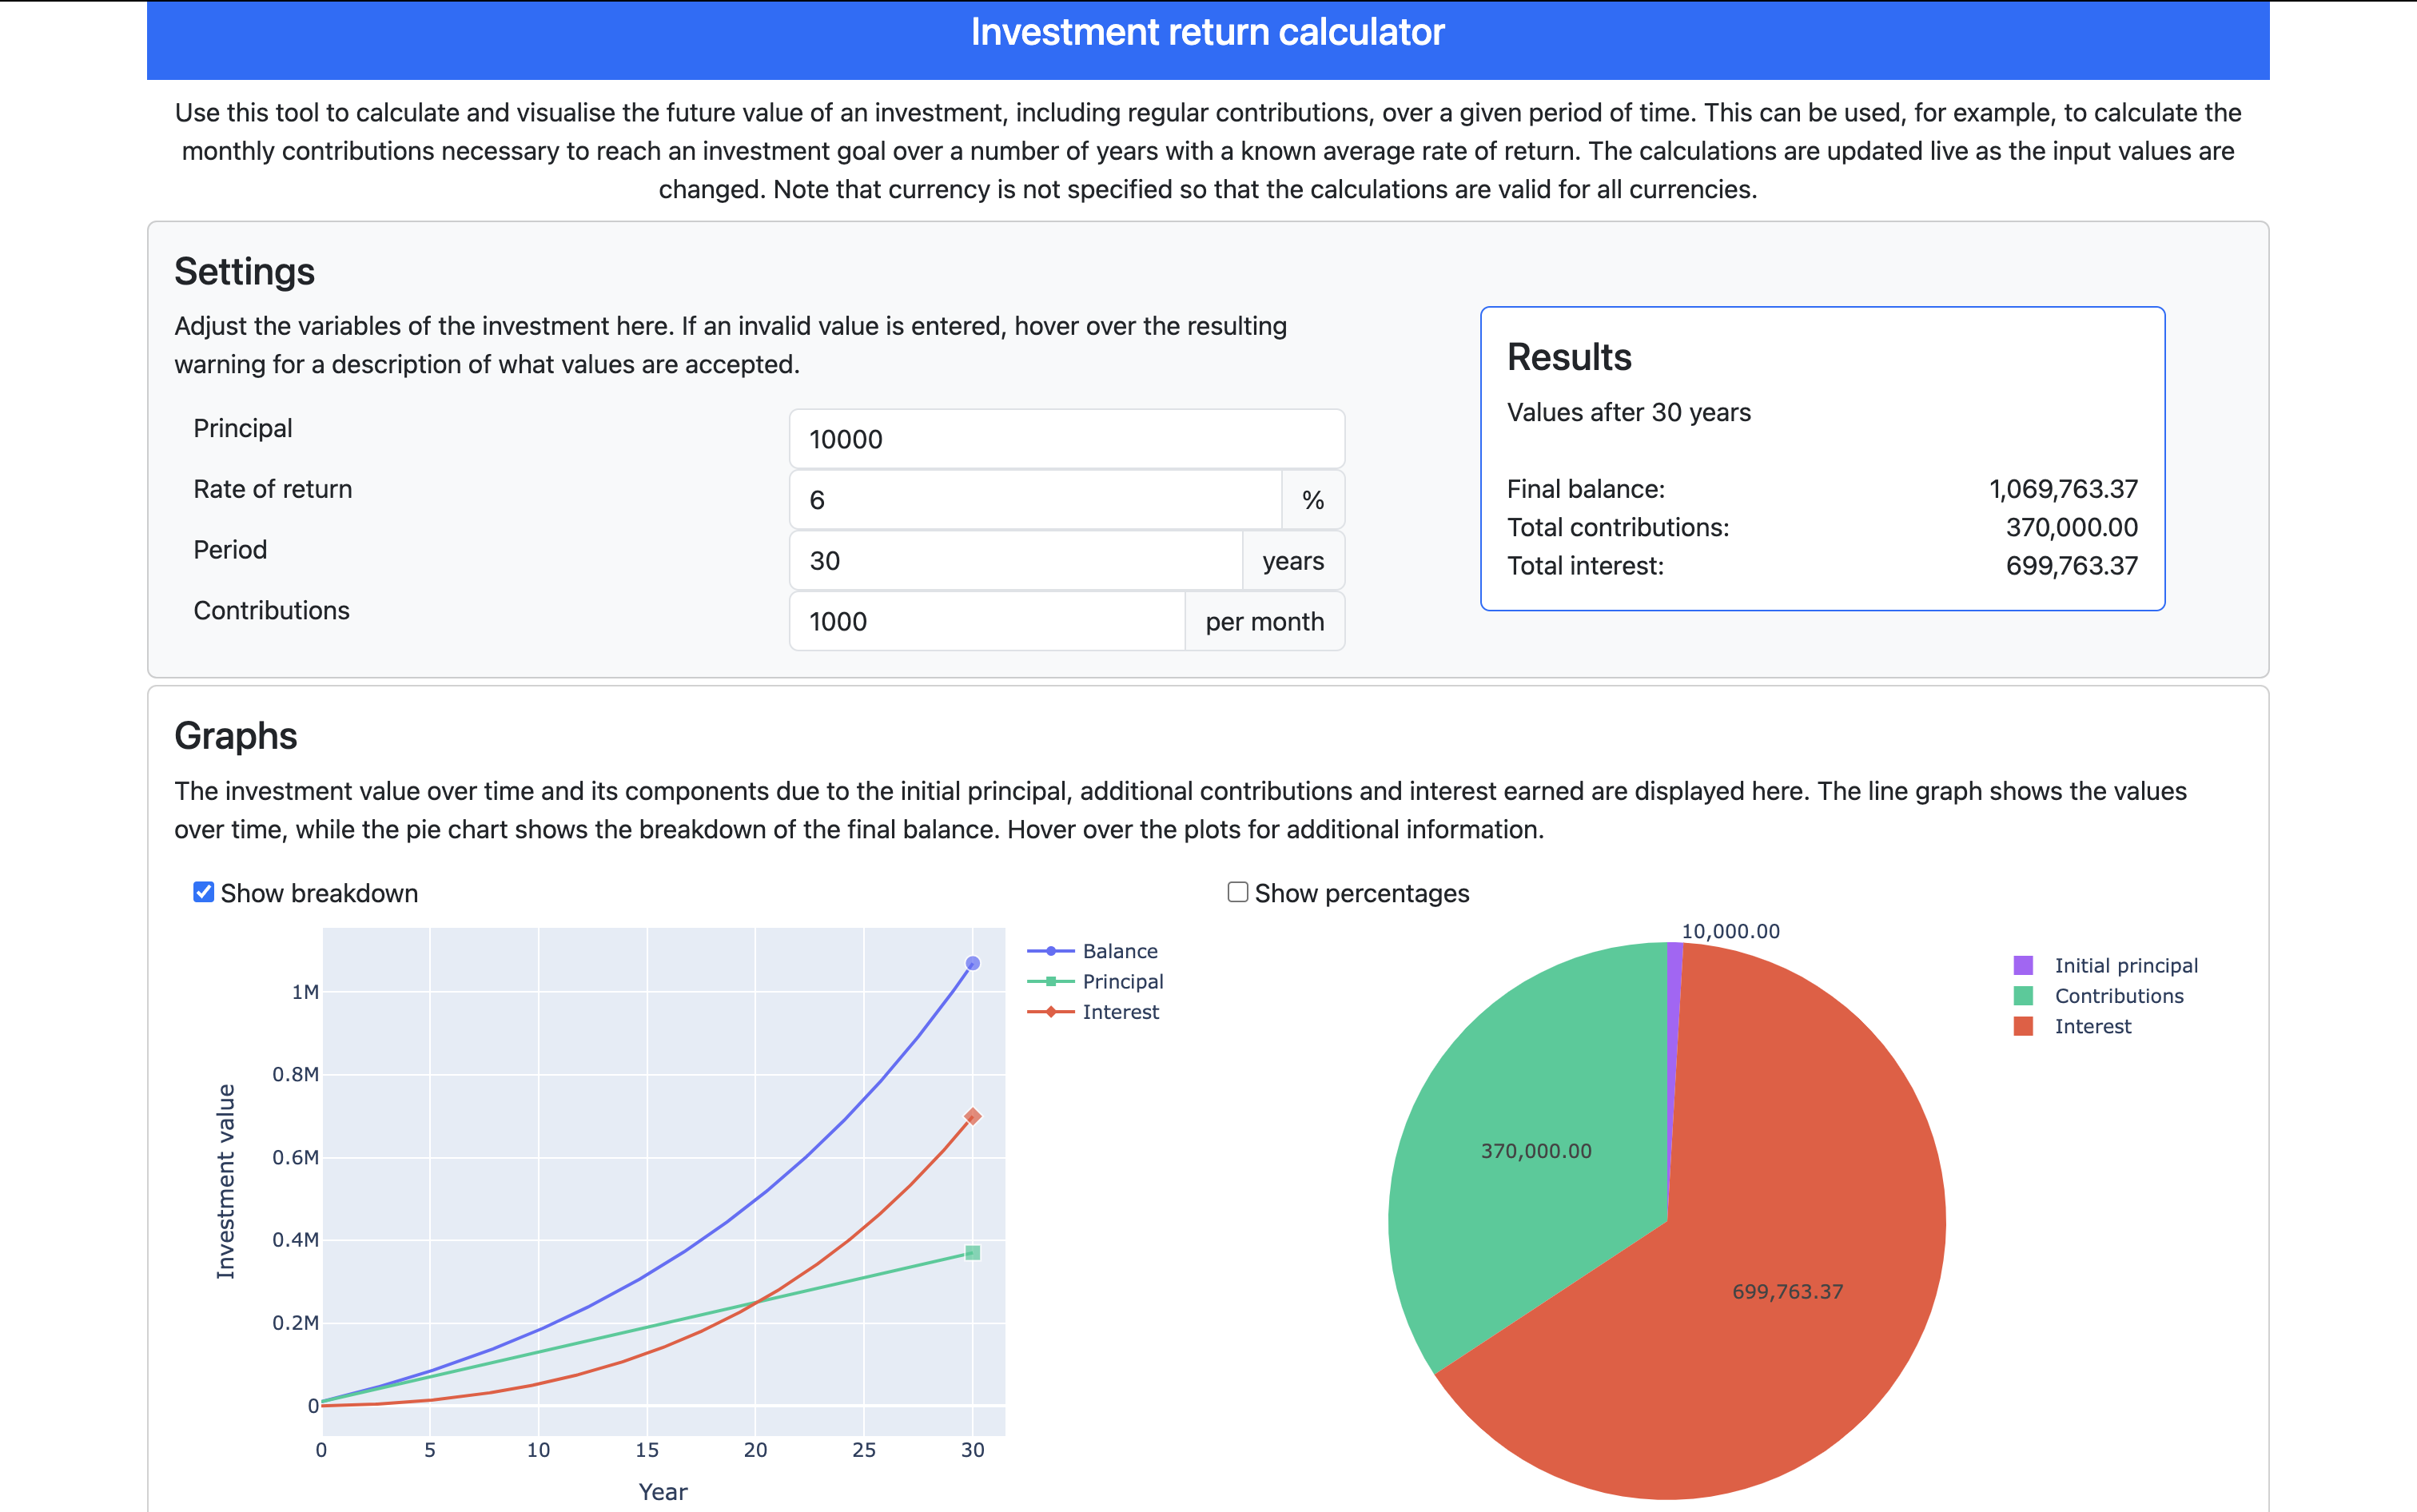 Investment return calculator
Use this tool to calculate and visualise the future value of an investment, including regular contributions, over a given period of time. This can be used, for example, to calculate the
monthly contributions necessary to reach an investment goal over a number of years with a known average rate of return. The calculations are updated live as the input values are
changed. Note that currency is not specified so that the calculations are valid for all currencies.
Settings
Adjust the variables of the investment here. If an invalid value is entered, hover over the resulting
warning for a description of what values are accepted.
Principal
10000
Rate of return
6 %
Period
30 years
Contributions
1000 per month
Results
Values after 30 years
Final balance: 1,069,763.37
Total contributions: 370,000.00
Total interest: 699,763.37
Graphs
The investment value over time and its components due to the initial principal, additional contributions and interest earned are displayed here. The line graph shows the values
over time, while the pie chart shows the breakdown of the final balance. Hover over the plots for additional information.
Show breakdown
Investment value
1M
0.8M
0.6M
0.4M
0.2M
0
0 5 10 15 20 25 30
Year
Balance
Principal
Interest
Show percentages
10,000.00
370,000.00
699,763.37
Initial principal
Contributions
Interest